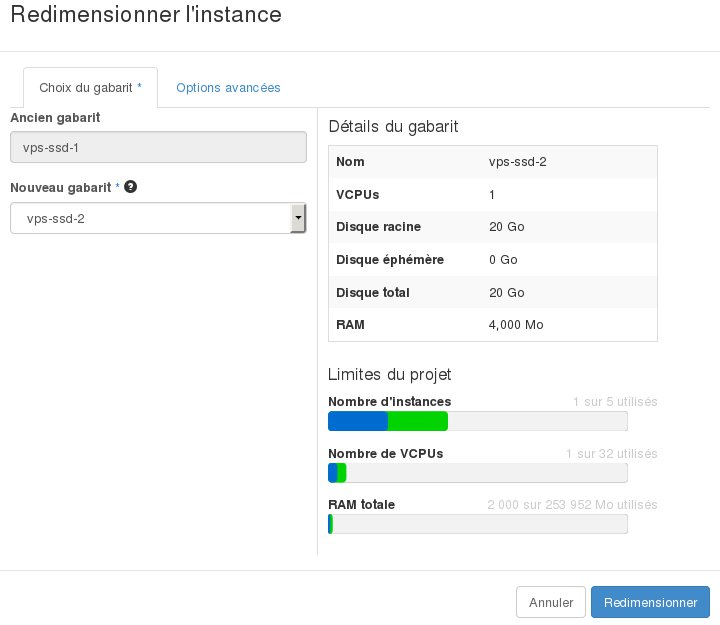 Redimensionner l'instance
Choix du gabarit *
Options avancées
Ancien gabarit
vps-ssd-1
Nouveau gabarit * ?
vps-ssd-2
Détails du gabarit
Nom vps-ssd-2
VCPUs 1
Disque racine 20 Go
Disque éphémère 0 Go
Disque total 20 Go
RAM 4,000 Mo
Limites du projet
Nombre d'instances 1 sur 5 utilisés
Nombre de VCPUs 1 sur 32 utilisés
RAM totale 2 000 sur 253 952 Mo utilisés
Annuler
Redimensionner